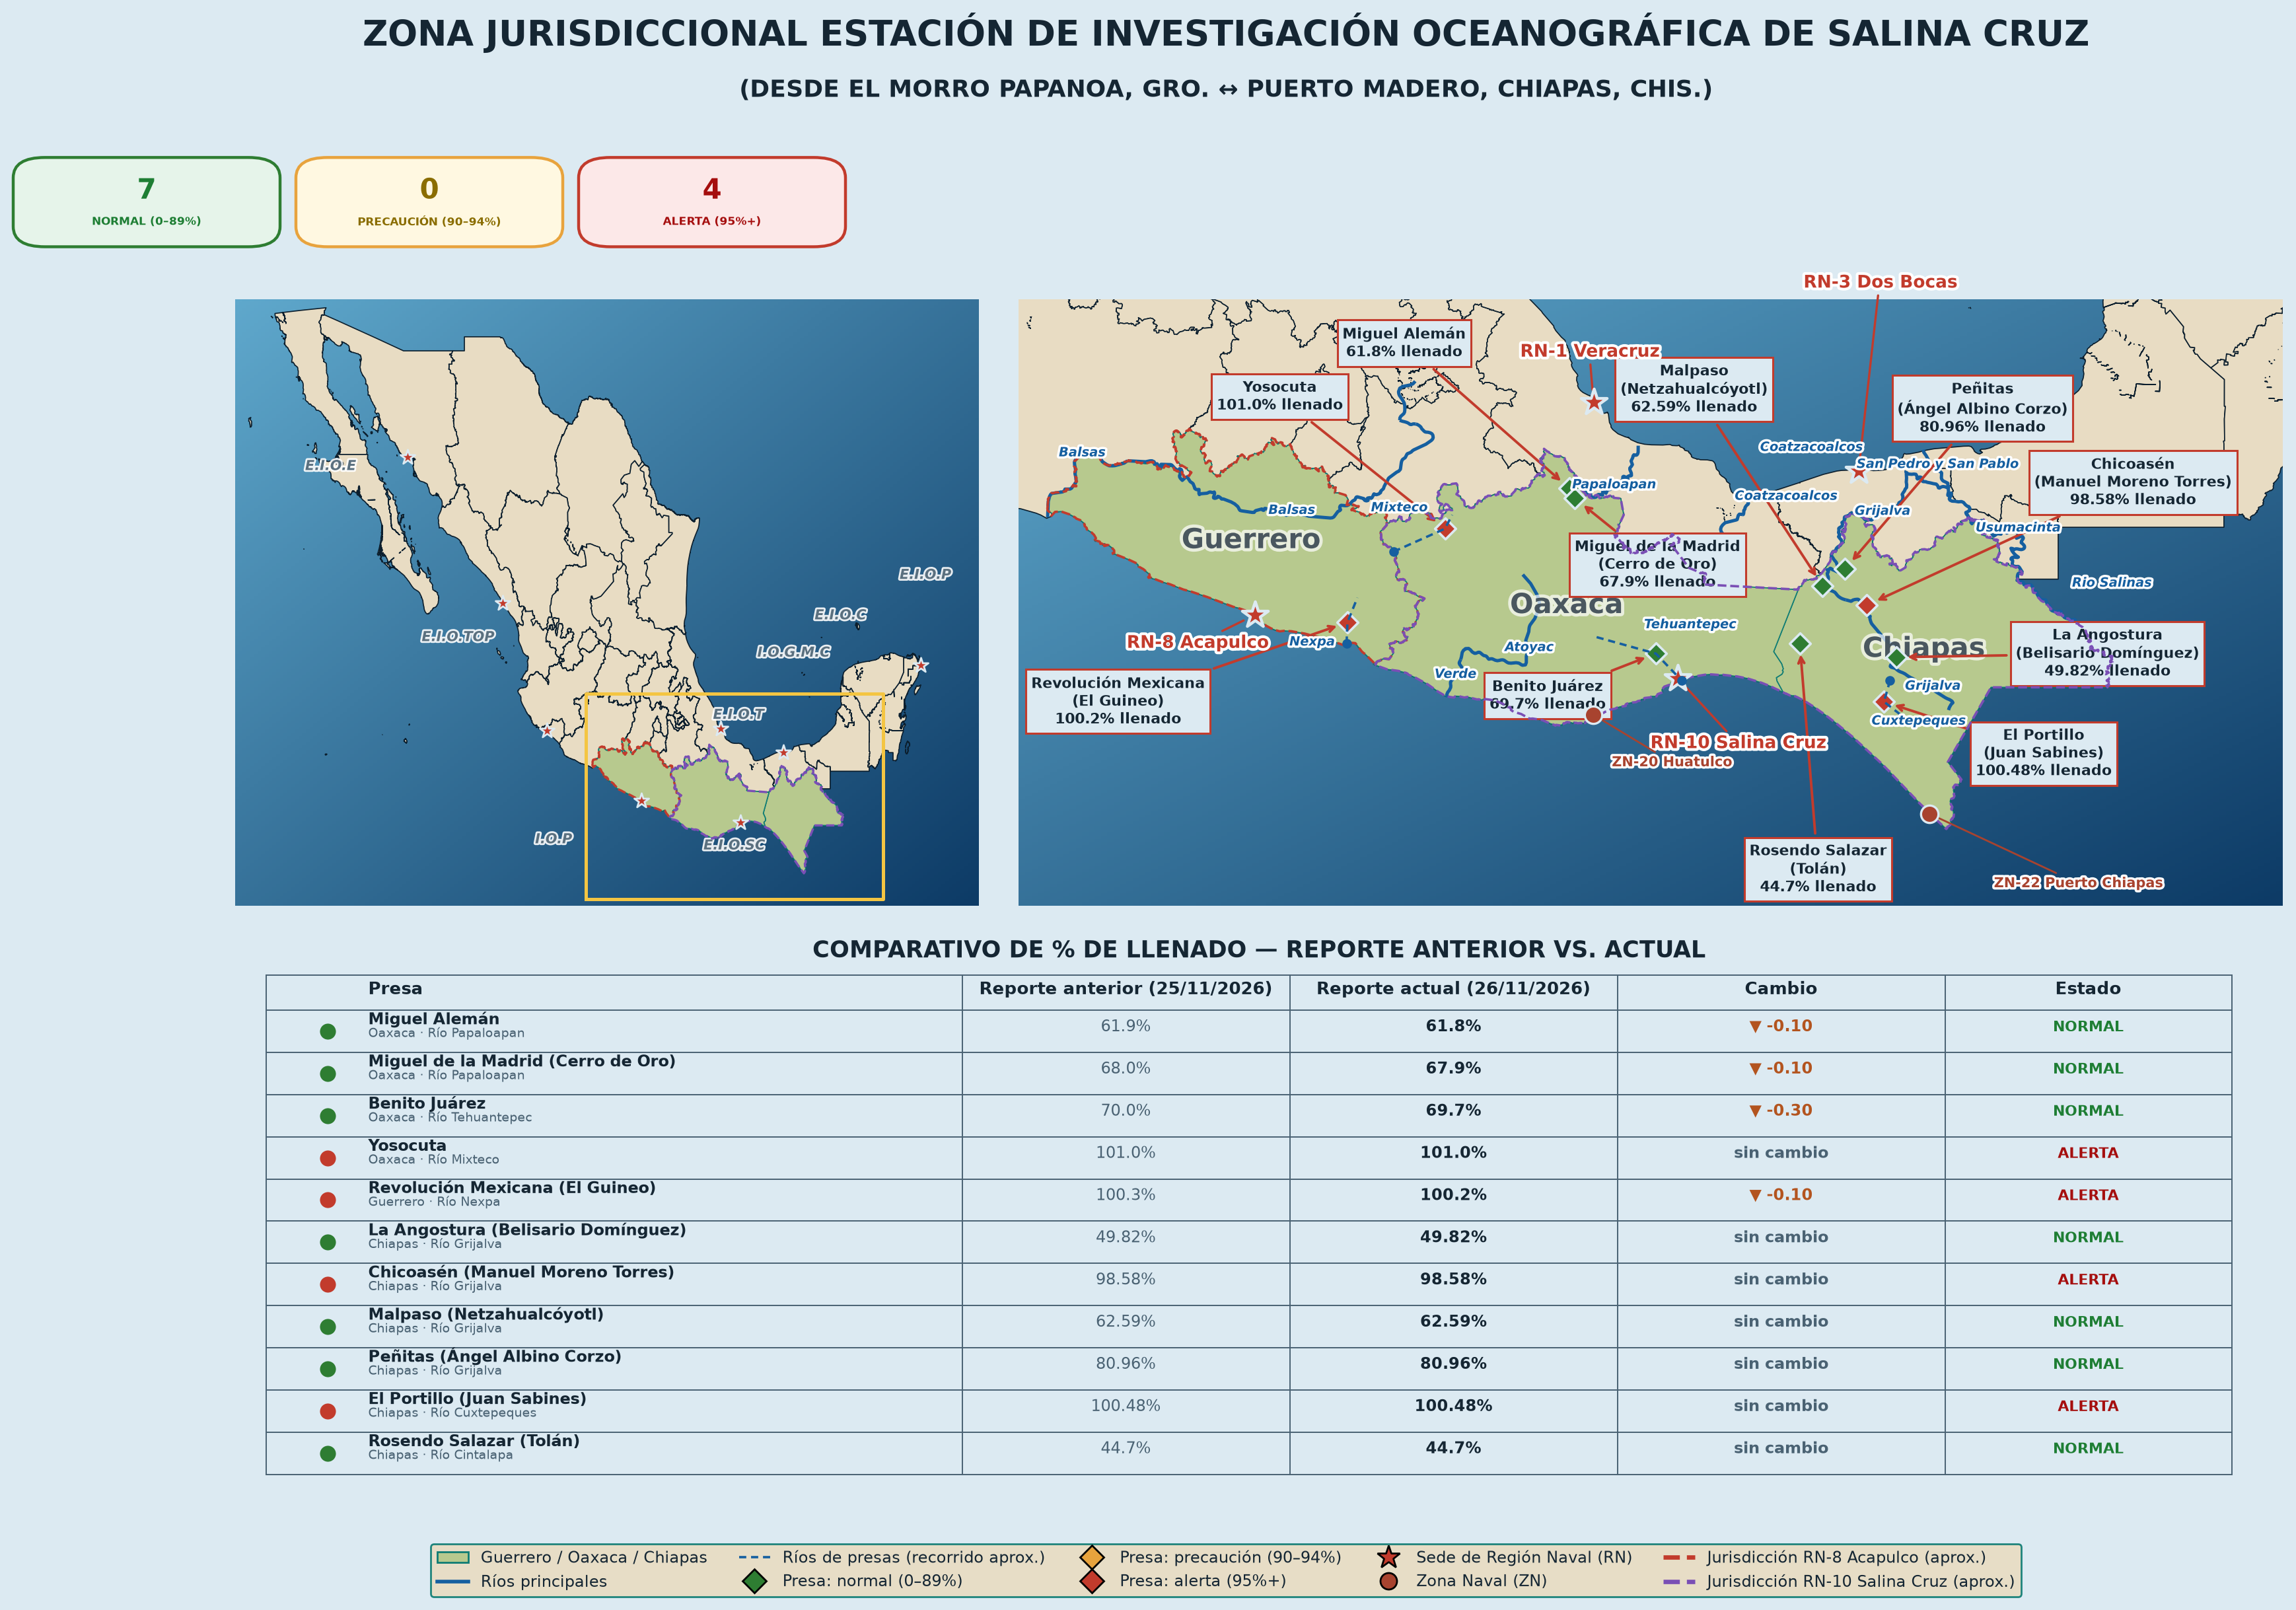 ZONA JURISDICCIONAL ESTACIÓN DE INVESTIGACIÓN OCEANOGRÁFICA DE SALINA CRUZ
(DESDE EL MORRO PAPANOA, GRO. ↔ PUERTO MADERO, CHIAPAS, CHIS.)
7
NORMAL (0–89%)
0
PRECAUCIÓN (90–94%)
4
ALERTA (95%+)
E.I.O.E
E.I.O.P
E.I.O.C
E.I.O.TOP
I.O.G.M.C
E.I.O.T
I.O.P
E.I.O.SC
RN-3 Dos Bocas
Miguel Alemán
61.8% llenado
RN-1 Veracruz
Malpaso
(Netzahualcóyotl)
62.59% llenado
Yosocuta
101.0% llenado
Peñitas
(Ángel Albino Corzo)
80.96% llenado
Balsas
Coatzacoalcos
San Pedro y San Pablo
Chicoasén
(Manuel Moreno Torres)
98.58% llenado
Papaloapan
Coatzacoalcos
Balsas
Mixteco
Grijalva
Usumacinta
Guerrero
Miguel de la Madrid
(Cerro de Oro)
67.9% llenado
Rio Salinas
Oaxaca
Tehuantepec
RN-8 Acapulco
Nexpa
Atoyac
Chiapas
La Angostura
(Belisario Domínguez)
49.82% llenado
Verde
Revolución Mexicana
(El Guineo)
100.2% llenado
Benito Juárez
69.7% llenado
Grijalva
Cuxtepeques
RN-10 Salina Cruz
ZN-20 Huatulco
El Portillo
(Juan Sabines)
100.48% llenado
Rosendo Salazar
(Tolán)
44.7% llenado
ZN-22 Puerto Chiapas
COMPARATIVO DE % DE LLENADO — REPORTE ANTERIOR VS. ACTUAL
Presa Reporte anterior (25/11/2026) Reporte actual (26/11/2026) Cambio Estado
Miguel Alemán
Oaxaca · Río Papaloapan
61.9% 61.8% ▼ -0.10 NORMAL
Miguel de la Madrid (Cerro de Oro)
Oaxaca · Río Papaloapan
68.0% 67.9% ▼ -0.10 NORMAL
Benito Juárez
Oaxaca · Río Tehuantepec
70.0% 69.7% ▼ -0.30 NORMAL
Yosocuta
Oaxaca · Río Mixteco
101.0% 101.0% sin cambio ALERTA
Revolución Mexicana (El Guineo)
Guerrero · Río Nexpa
100.3% 100.2% ▼ -0.10 ALERTA
La Angostura (Belisario Domínguez)
Chiapas · Río Grijalva
49.82% 49.82% sin cambio NORMAL
Chicoasén (Manuel Moreno Torres)
Chiapas · Río Grijalva
98.58% 98.58% sin cambio ALERTA
Malpaso (Netzahualcóyotl)
Chiapas · Río Grijalva
62.59% 62.59% sin cambio NORMAL
Peñitas (Ángel Albino Corzo)
Chiapas · Río Grijalva
80.96% 80.96% sin cambio NORMAL
El Portillo (Juan Sabines)
Chiapas · Río Cuxtepeques
100.48% 100.48% sin cambio ALERTA
Rosendo Salazar (Tolán)
Chiapas · Río Cintalapa
44.7% 44.7% sin cambio NORMAL
Guerrero / Oaxaca / Chiapas
Ríos principales
Ríos de presas (recorrido aprox.)
Presa: normal (0–89%)
Presa: precaución (90–94%)
Presa: alerta (95%+)
Sede de Región Naval (RN)
Zona Naval (ZN)
Jurisdicción RN-8 Acapulco (aprox.)
Jurisdicción RN-10 Salina Cruz (aprox.)